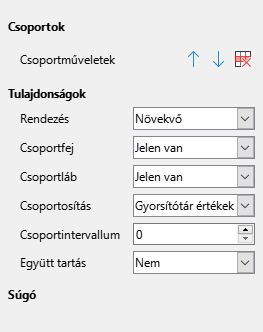 Csoportok
Csoportműveletek
Tulajdonságok
Rendezés Növekvő
Csoportfej Jelen van
Csoportláb Jelen van
Csoportosítás Gyorsítótár értékek
Csoportintervallum 0
Együtt tartás Nem
Súgó